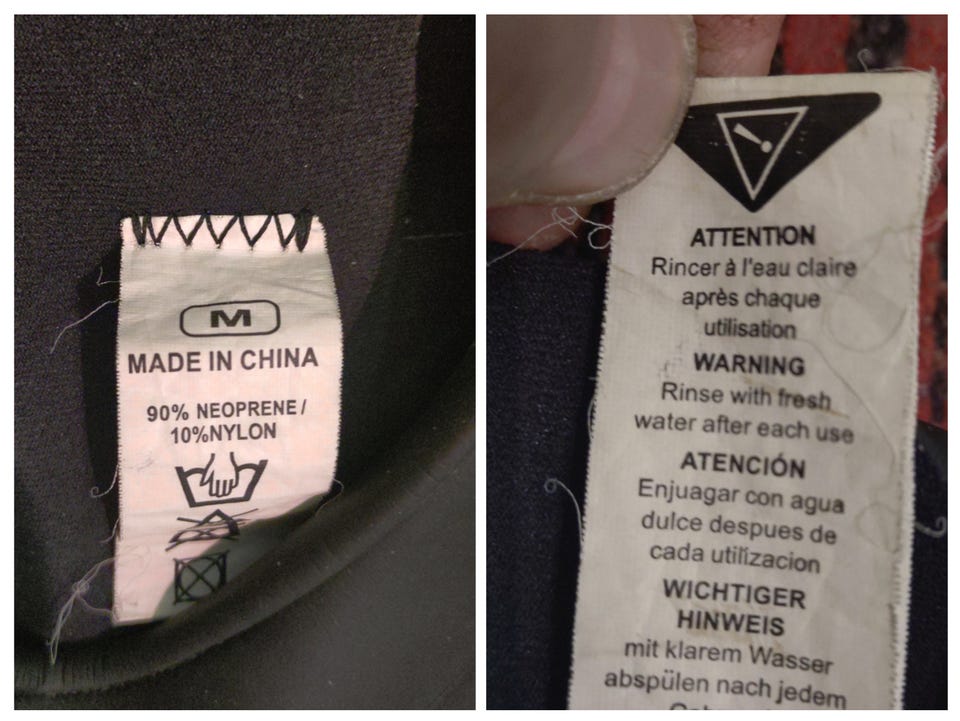 M
MADE IN CHINA
90% NEOPRENE/
10%NYLON
ATTENTION
Rincer à l'eau claire
après chaque
utilisation
WARNING
Rinse with fresh
water after each use
ATENCIÓN
Enjuagar con agua
dulce despues de
cada utilizacion
WICHTIGER
HINWEIS
mit klarem Wasser
abspülen nach jedem